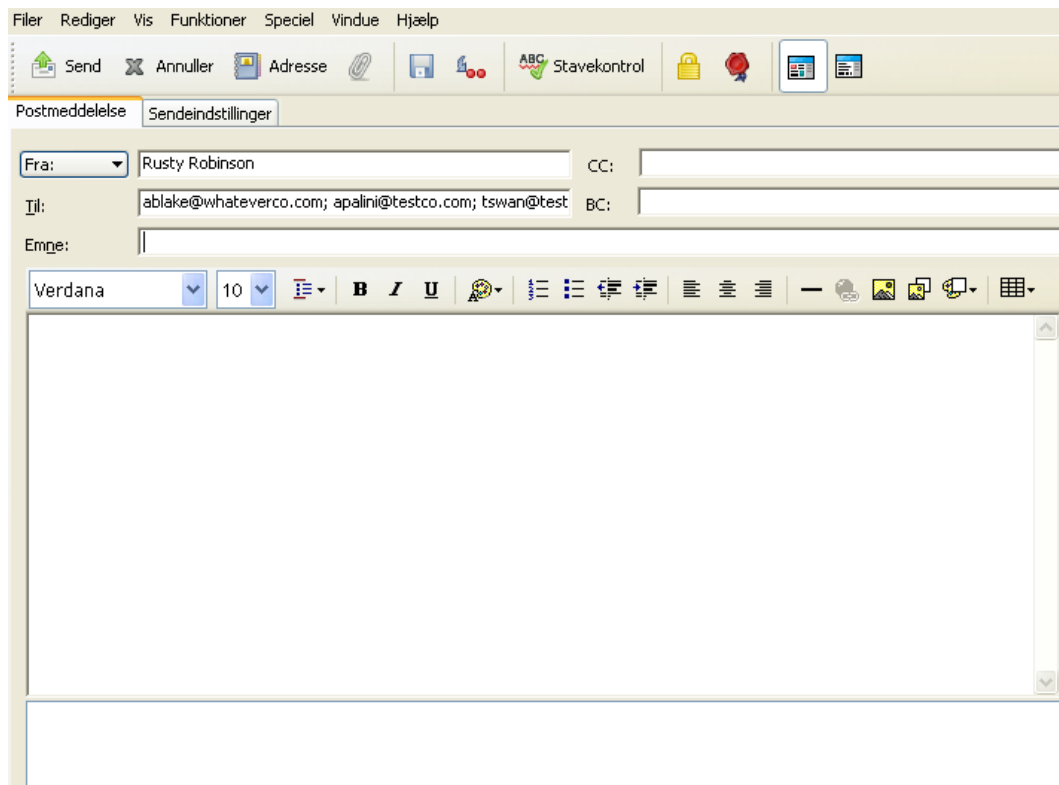 Filer Rediger Vis Funktioner Speciel Vindue Hjælp
Send Annuller Adresse ABC Stavekontrol
Postmeddelelse Sendeindstillinger
Fra: Rusty Robinson CC:
Til: ablake@whateverco.com; apalini@testco.com; tswan@test BC:
Emne:
Verdana 10 B I U